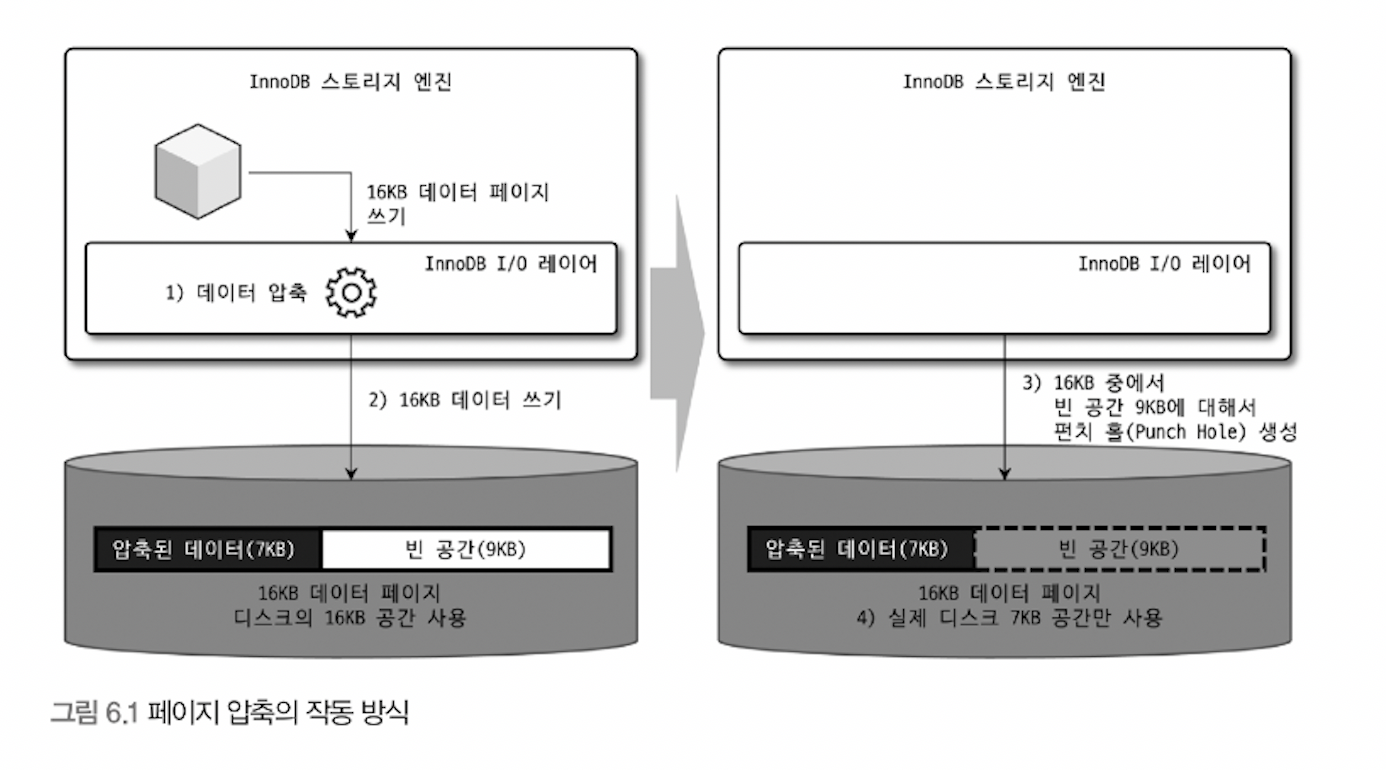 InnoDB 스토리지 엔진
16KB 데이터 페이지
쓰기
InnoDB I/O 레이어
1) 데이터 압축
2) 16KB 데이터 쓰기
압축된 데이터(7KB)
빈 공간(9KB)
16KB 데이터 페이지
디스크의 16KB 공간 사용
InnoDB 스토리지 엔진
InnoDB I/O 레이어
3) 16KB 중에서
빈 공간 9KB에 대해서
펀치 홀(Punch Hole) 생성
압축된 데이터(7KB)
빈 공간(9KB)
16KB 데이터 페이지
4) 실제 디스크 7KB 공간만 사용
그림 6.1 페이지 압축의 작동 방식